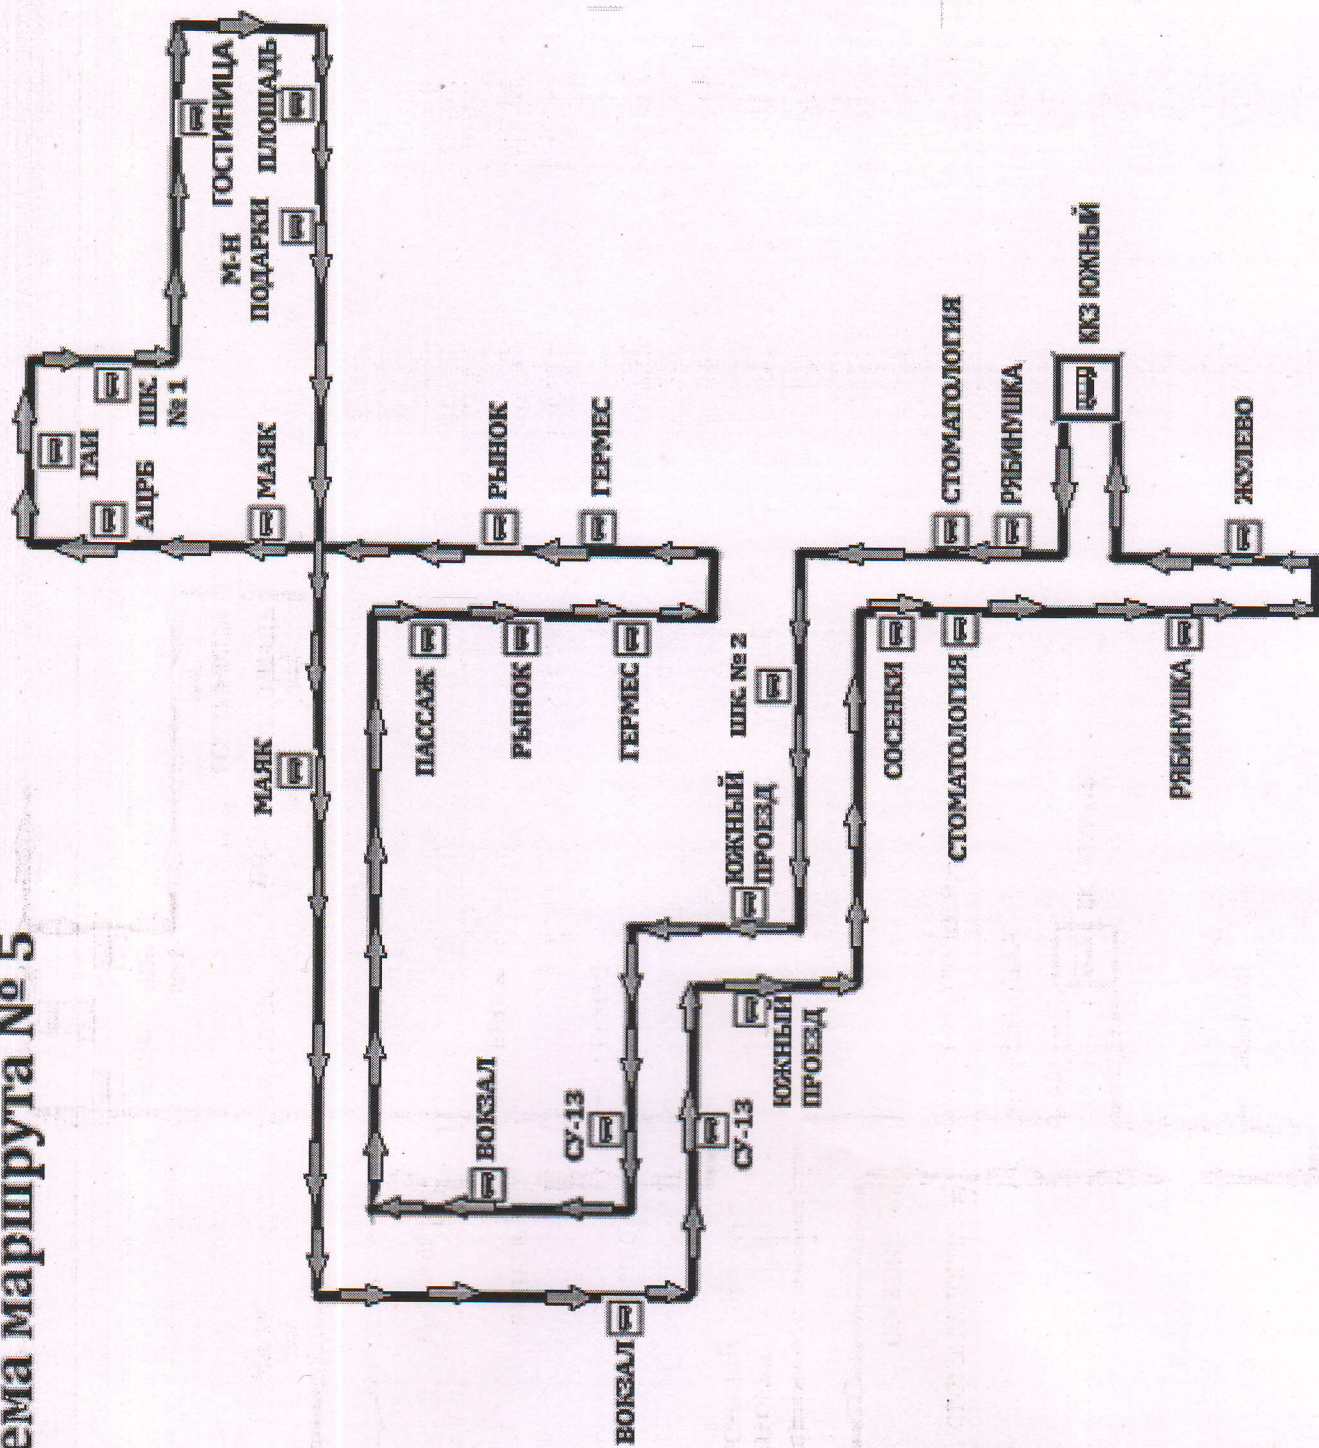 ема маршрута № 5
ВОКЗАЛ
МАЯК
ВОКЗАЛ
СУ-13
СУ-13
ЮЖНЫЙ
ПРОЕЗД
ЮЖНЫЙ
ПРОЕЗД
ШК. № 2
ПАССАЖ
РЫНОК
ГЕРМЕС
СОСЕНКИ
СТОМАТОЛОГИЯ
РЯБИНУШКА
АЦРБ
МАЯК
РЫНОК
ГЕРМЕС
СТОМАТОЛОГИЯ
РЯБИНУШКА
ЖУЛЕВО
ГАИ
ШК.
№ 1
М-Н
ПОДАРКИ
ККЗ ЮЖНЫЙ
ГОСТИНИЦА
ПЛОЩАДЬ